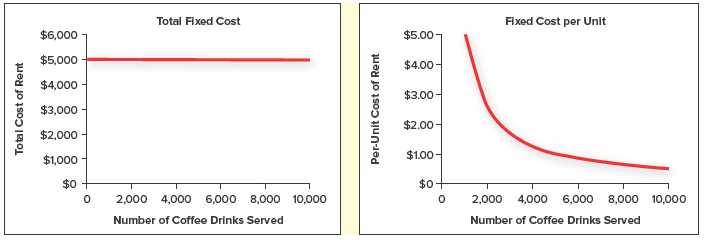 Total Fixed Cost
Total Cost of Rent
$6,000
$5,000
$4,000
$3,000
$2,000
$1,000
$0
0 2,000 4,000 6,000 8,000 10,000
Number of Coffee Drinks Served
Fixed Cost per Unit
Per-Unit Cost of Rent
$5.00
$4.00
$3.00
$2.00
$1.00
$0
0 2,000 4,000 6,000 8,000 10,000
Number of Coffee Drinks Served